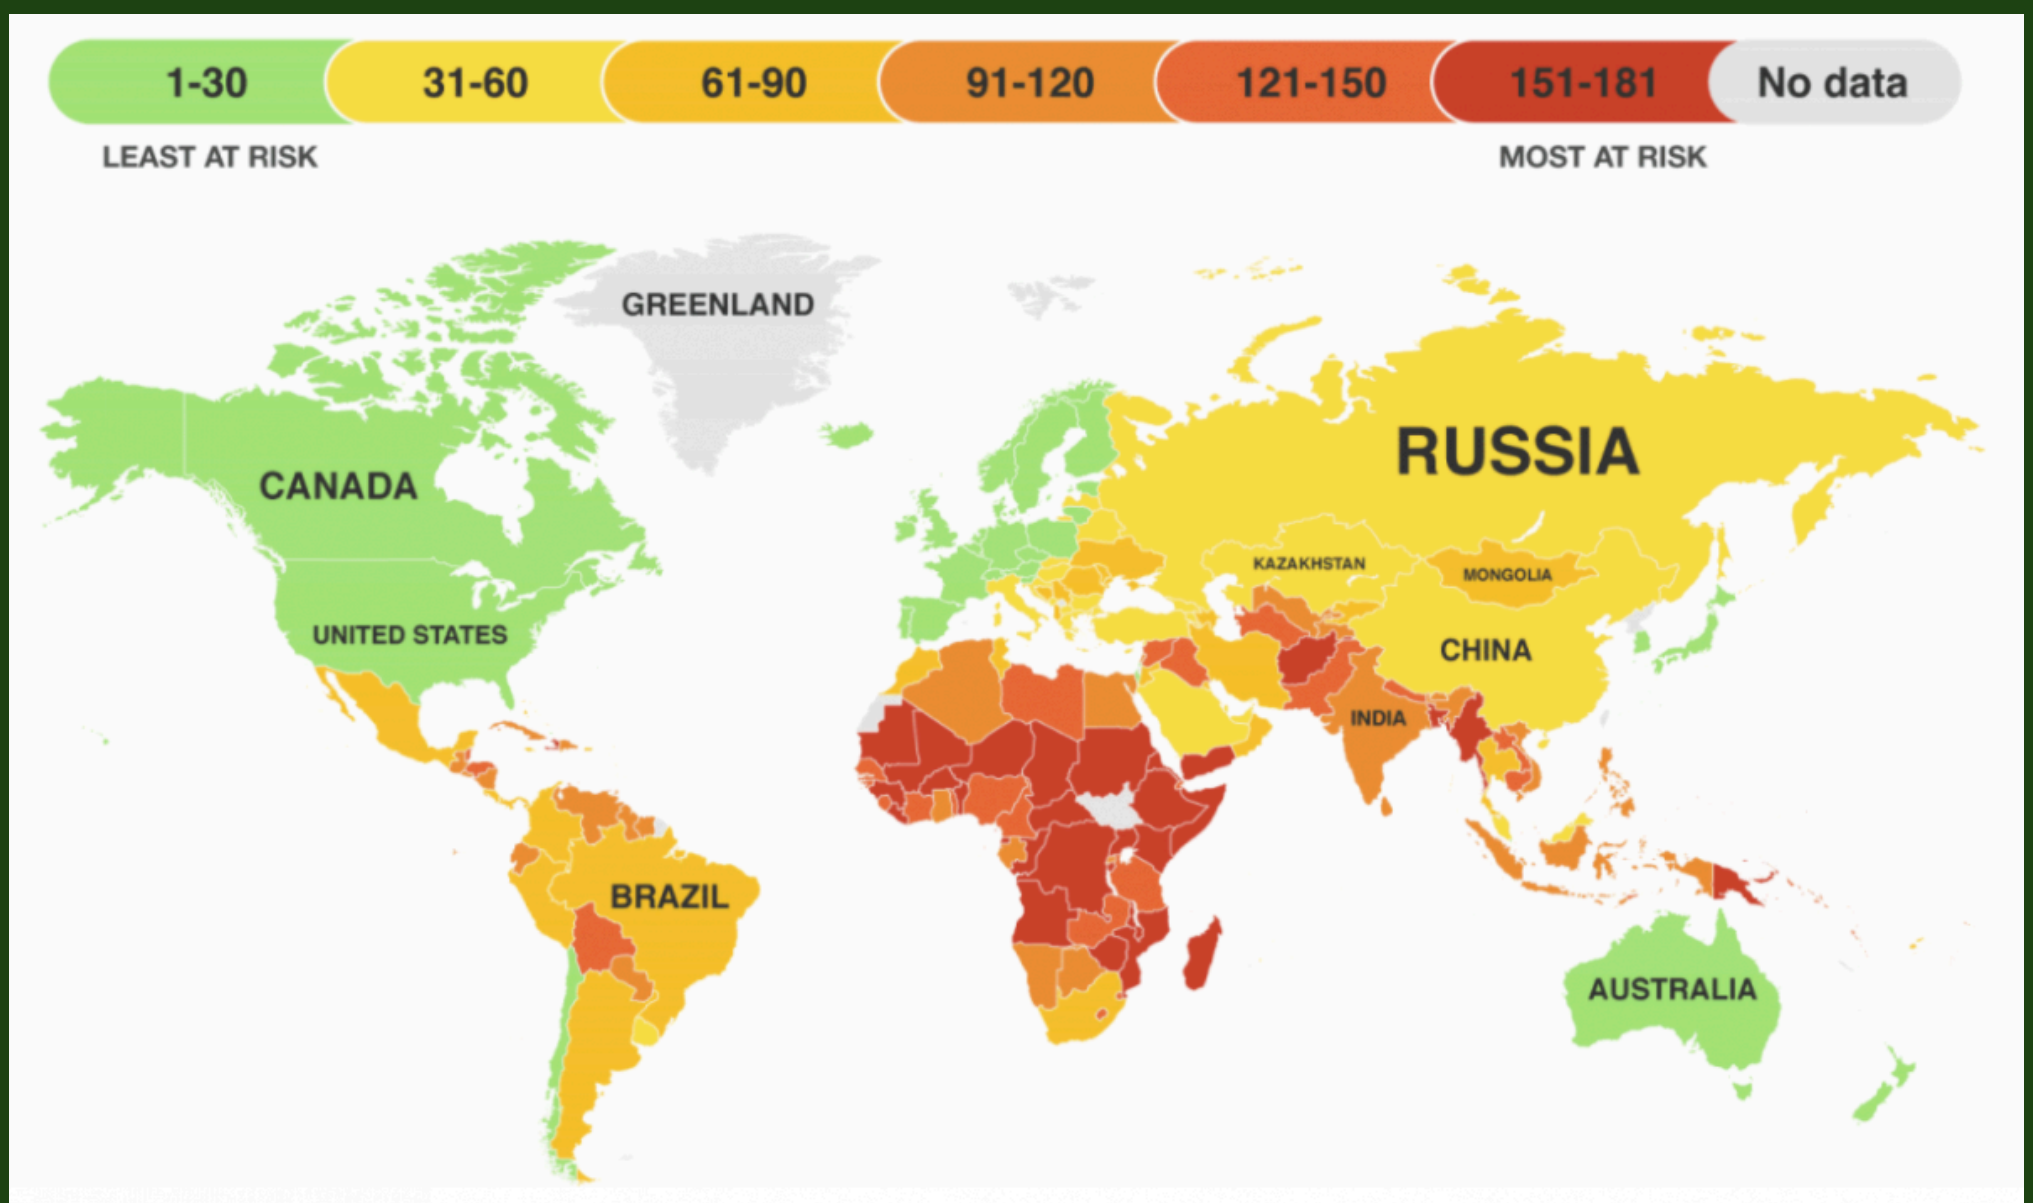 1-30
31-60
61-90
91-120
121-150
151-181
No data
LEAST AT RISK
MOST AT RISK
GREENLAND
RUSSIA
CANADA
KAZAKHSTAN
MONGOLIA
UNITED STATES
CHINA
INDIA
BRAZIL
AUSTRALIA